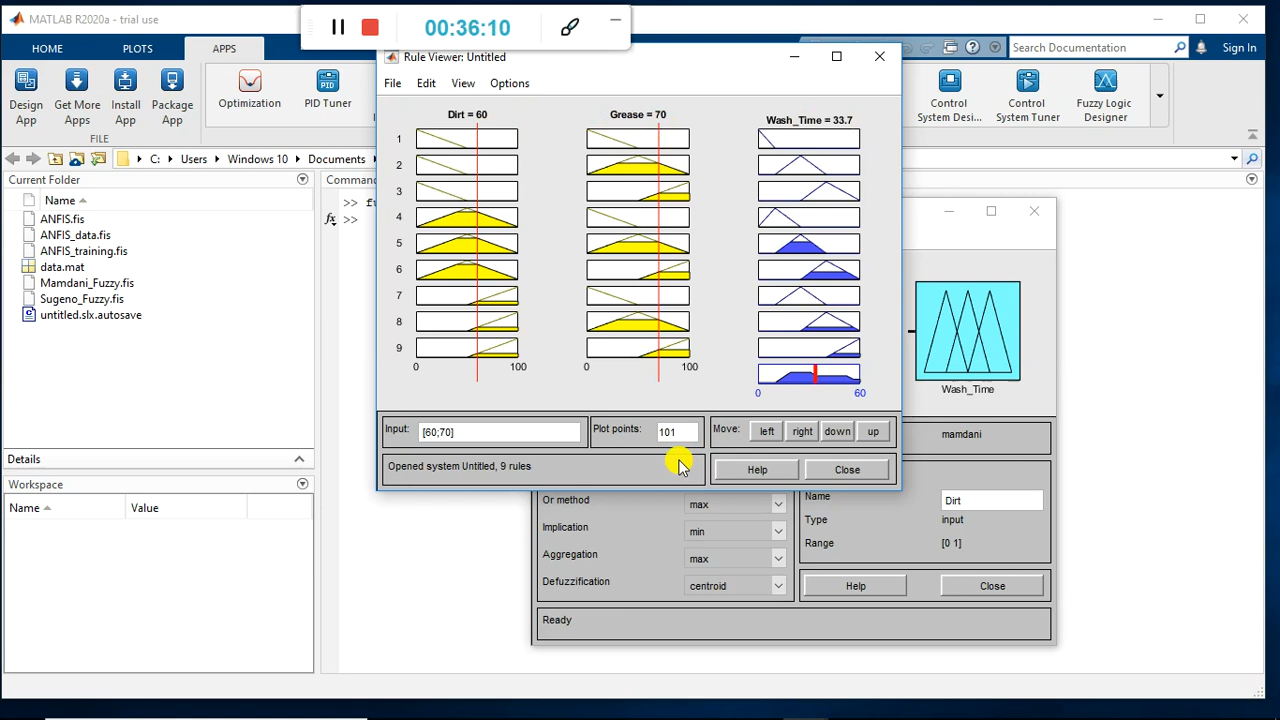 MATLAB R2020a - trial use
00:36:10
HOME
PLOTS
APPS
Search Documentation
Sign In
Design App
Get More Apps
Install App
Package App
Optimization
PID Tuner
Control System Desi...
Control System Tuner
Fuzzy Logic Designer
FILE
C:
Users
Windows 10
Documents
Current Folder
Name
ANFIS.fis
ANFIS_data.fis
ANFIS_training.fis
data.mat
Mamdani_Fuzzy.fis
Sugeno_Fuzzy.fis
untitled.slx.autosave
Details
Workspace
Name
Value
>>
fx >>
Rule Viewer: Untitled
File
Edit
View
Options
Dirt = 60
Grease = 70
Wash_Time = 33.7
1
2
3
4
5
6
7
8
9
0
100
0
100
0
60
Input:
[60;70]
Plot points:
101
Move:
left
right
down
up
Opened system Untitled, 9 rules
Help
Close
Wash_Time
mamdani
Or method
max
Implication
min
Aggregation
max
Defuzzification
centroid
Name
Dirt
Type
input
Range
[0 1]
Help
Close
Ready